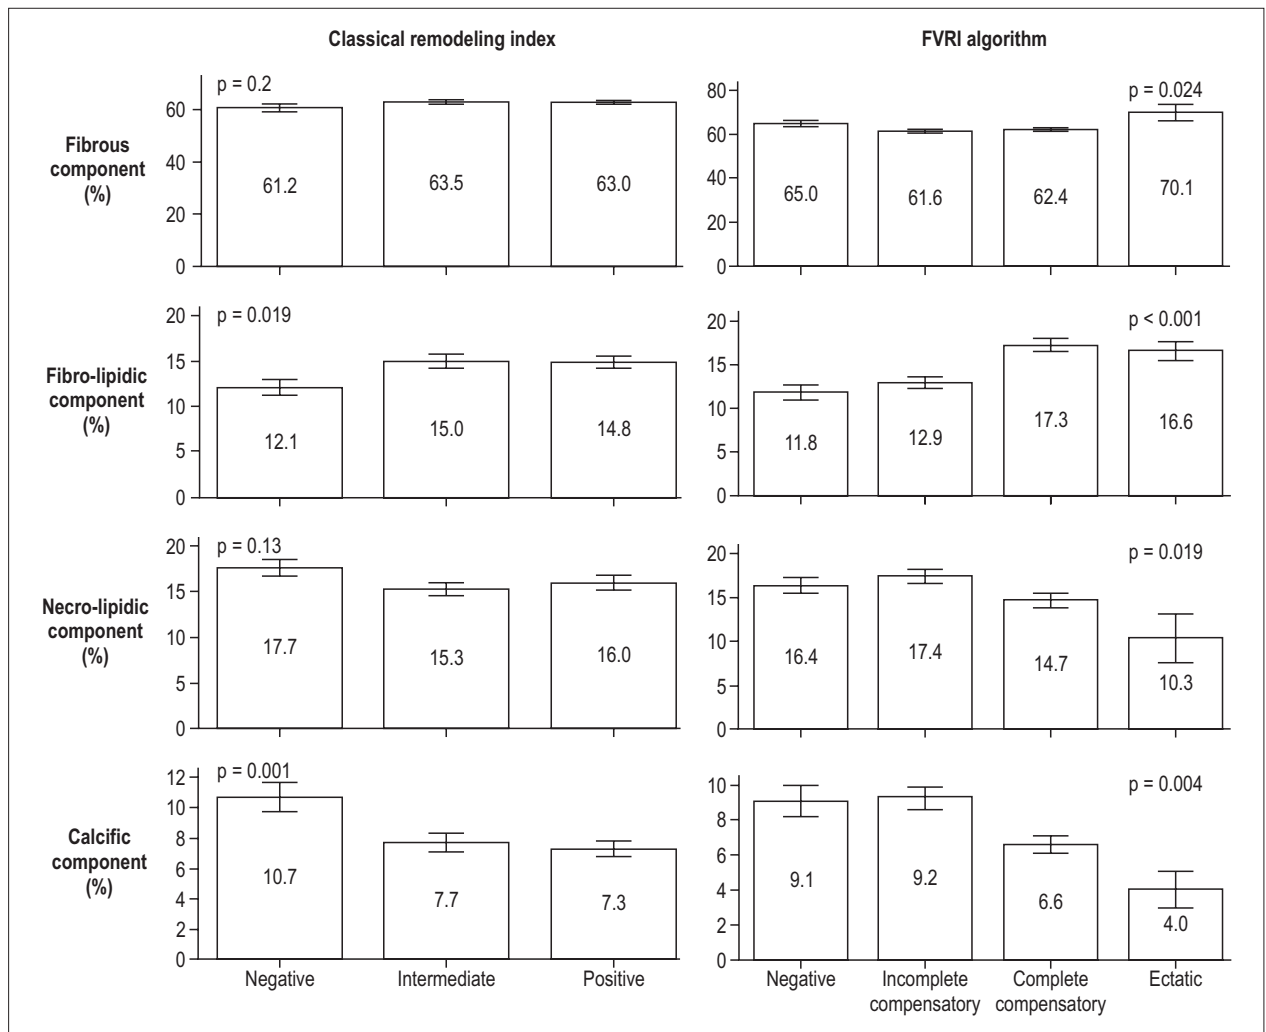 Classical remodeling index
FVRI algorithm
Fibrous
component
(%)
p = 0.2
60
40
20
0
61.2
63.5
63.0
p = 0.024
80
60
40
20
0
65.0
61.6
62.4
70.1
Fibro-lipidic
component
(%)
p = 0.019
20
15
10
5
0
12.1
15.0
14.8
p < 0.001
20
15
10
5
0
11.8
12.9
17.3
16.6
Necro-lipidic
component
(%)
p = 0.13
20
15
10
5
0
17.7
15.3
16.0
p = 0.019
20
15
10
5
0
16.4
17.4
14.7
10.3
Calcific
component
(%)
p = 0.001
12
10
8
6
4
2
0
10.7
7.7
7.3
p = 0.004
10
8
6
4
2
0
9.1
9.2
6.6
4.0
Negative
Intermediate
Positive
Negative
Incomplete
compensatory
Complete
compensatory
Ectatic